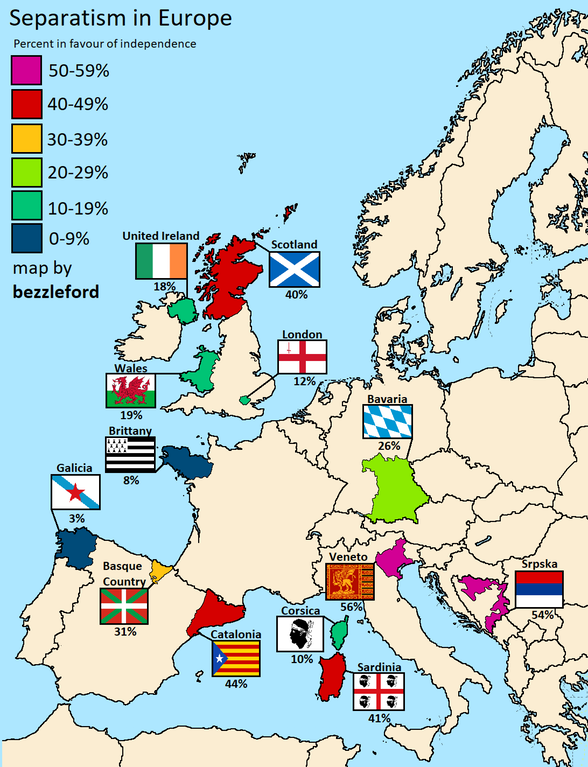 Separatism in Europe
Percent in favour of independence
50-59%
40-49%
30-39%
20-29%
10-19%
0-9%
map by
bezzleford
United Ireland
18%
Scotland
40%
London
12%
Wales
19%
Bavaria
26%
Brittany
8%
Galicia
3%
Basque
Country
31%
Veneto
56%
Srpska
54%
Corsica
10%
Catalonia
44%
Sardinia
41%